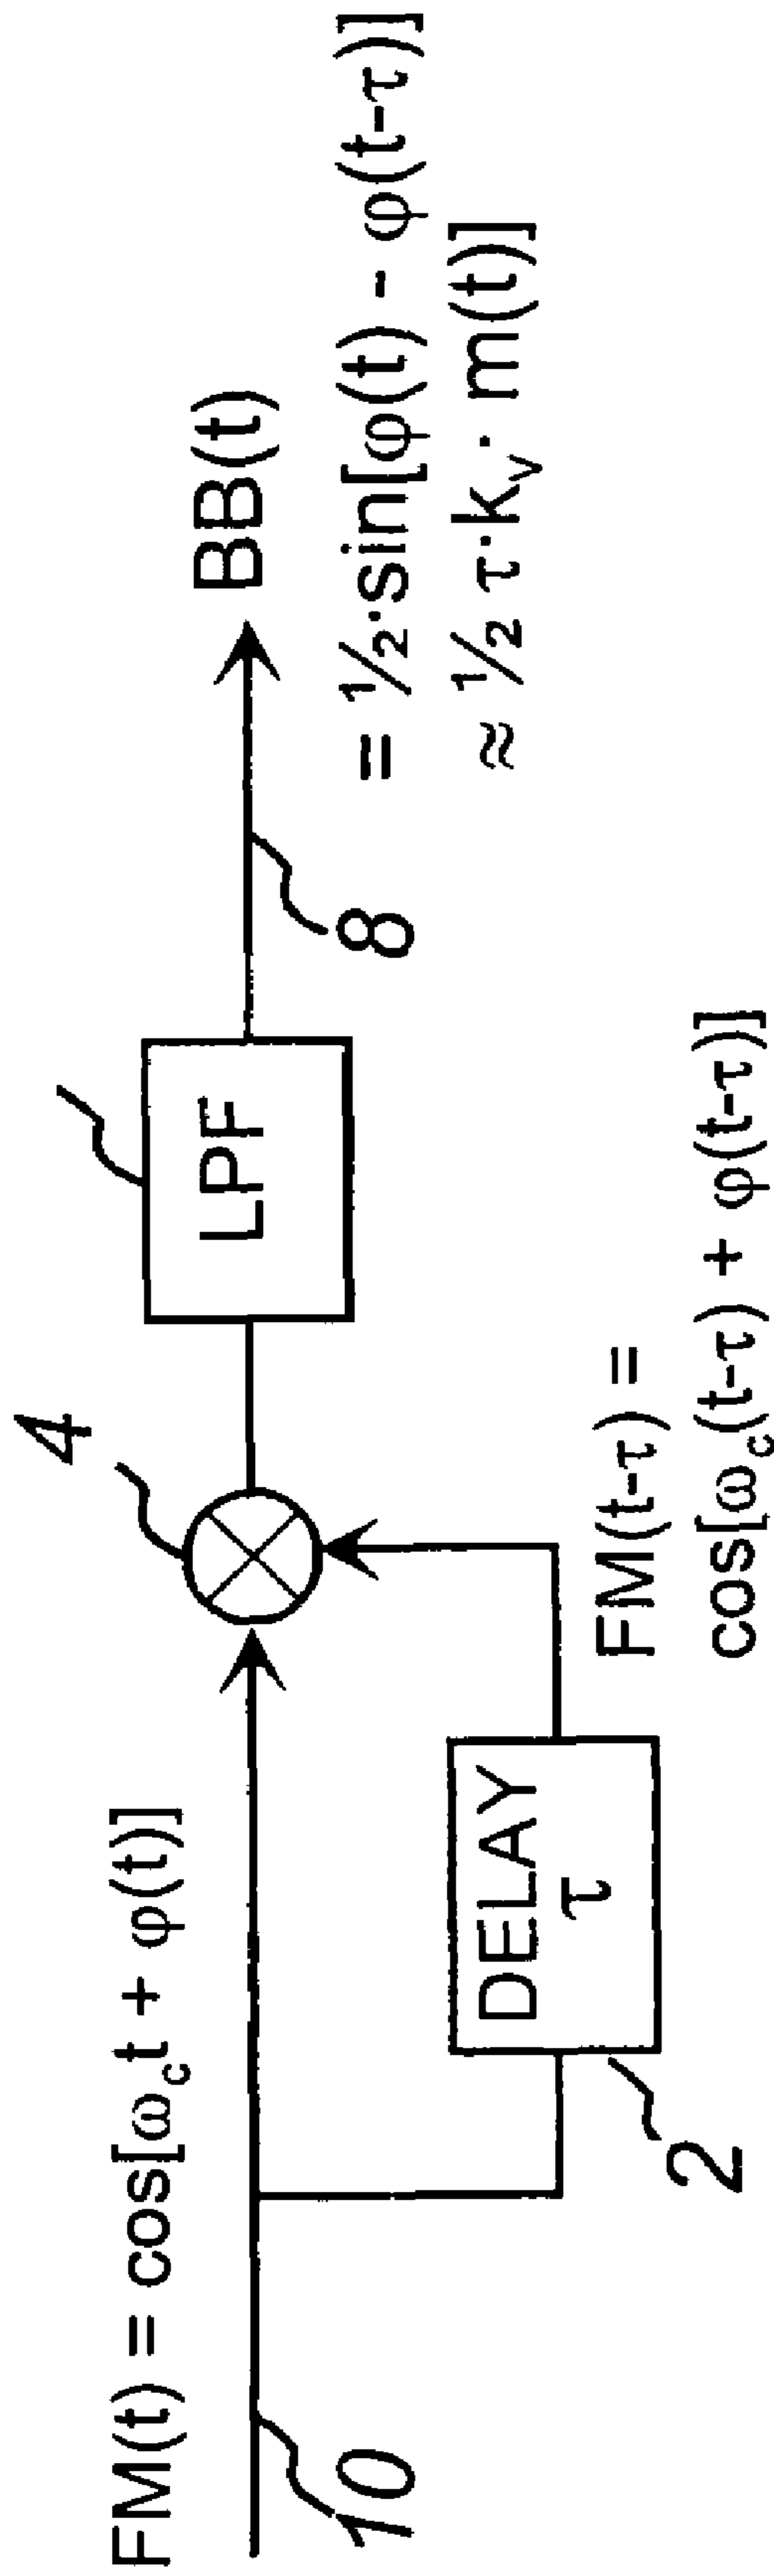 FM(t) = cos[ω_c t + φ(t)]
10
DELAY
τ
2
FM(t-τ) =
cos[ω_c(t-τ) + φ(t-τ)]
4
LPF
8
BB(t)
= ½·sin[φ(t) - φ(t-τ)]
≈ ½ τ·k_v· m(t)]